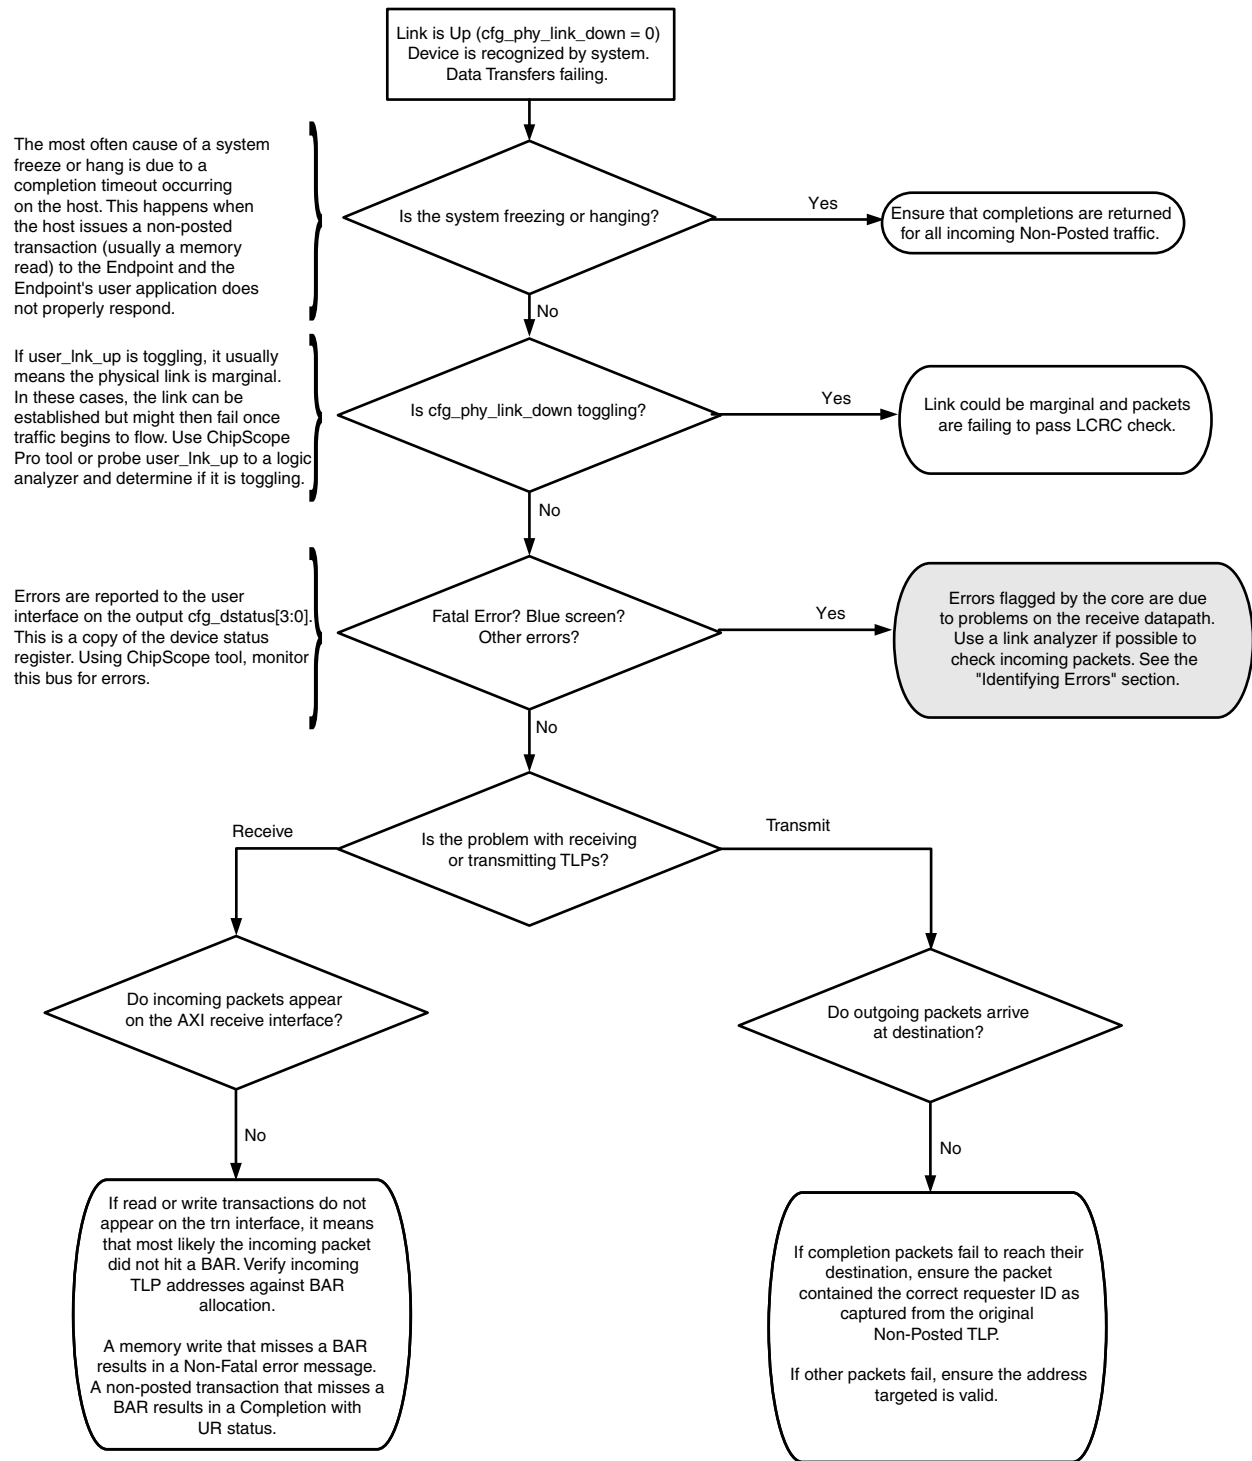 Link is Up (cfg_phy_link_down = 0)
Device is recognized by system.
Data Transfers failing.
The most often cause of a system
freeze or hang is due to a
completion timeout occurring
on the host. This happens when
the host issues a non-posted
transaction (usually a memory
read) to the Endpoint and the
Endpoint's user application does
not properly respond.
Is the system freezing or hanging?
Yes
Ensure that completions are returned
for all incoming Non-Posted traffic.
No
If user_lnk_up is toggling, it usually
means the physical link is marginal.
In these cases, the link can be
established but might then fail once
traffic begins to flow. Use ChipScope
Pro tool or probe user_lnk_up to a logic
analyzer and determine if it is toggling.
Is cfg_phy_link_down toggling?
Yes
Link could be marginal and packets
are failing to pass LCRC check.
No
Errors are reported to the user
interface on the output cfg_dstatus[3:0].
This is a copy of the device status
register. Using ChipScope tool, monitor
this bus for errors.
Fatal Error? Blue screen?
Other errors?
Yes
Errors flagged by the core are due
to problems on the receive datapath.
Use a link analyzer if possible to
check incoming packets. See the
"Identifying Errors" section.
No
Is the problem with receiving
or transmitting TLPs?
Receive
Transmit
Do incoming packets appear
on the AXI receive interface?
Do outgoing packets arrive
at destination?
No
No
If read or write transactions do not
appear on the trn interface, it means
that most likely the incoming packet
did not hit a BAR. Verify incoming
TLP addresses against BAR
allocation.
A memory write that misses a BAR
results in a Non-Fatal error message.
A non-posted transaction that misses a
BAR results in a Completion with
UR status.
If completion packets fail to reach their
destination, ensure the packet
contained the correct requester ID as
captured from the original
Non-Posted TLP.
If other packets fail, ensure the address
targeted is valid.